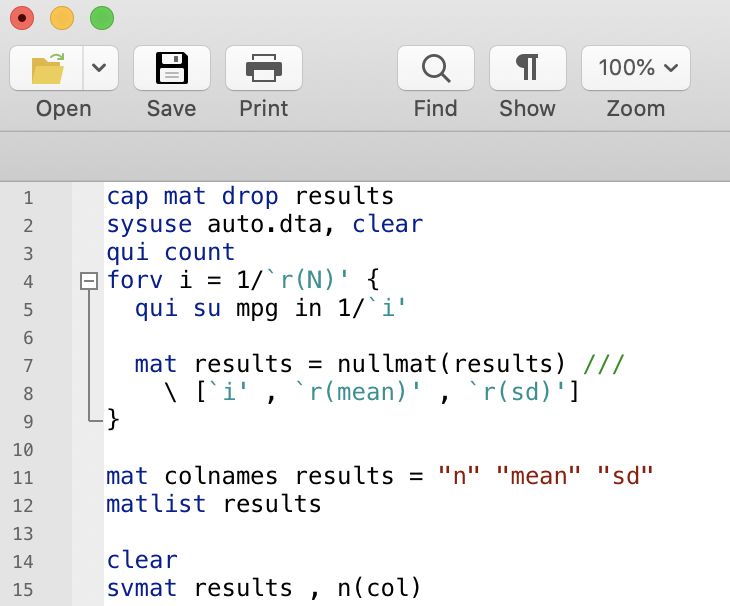 Open Save Print Find Show 100% Zoom
1 cap mat drop results
2 sysuse auto.dta, clear
3 qui count
4 forv i = 1/`r(N)' {
5   qui su mpg in 1/`i'
6
7   mat results = nullmat(results) ///
8     \ [`i' , `r(mean)' , `r(sd)']
9 }
10
11 mat colnames results = "n" "mean" "sd"
12 matlist results
13
14 clear
15 svmat results , n(col)